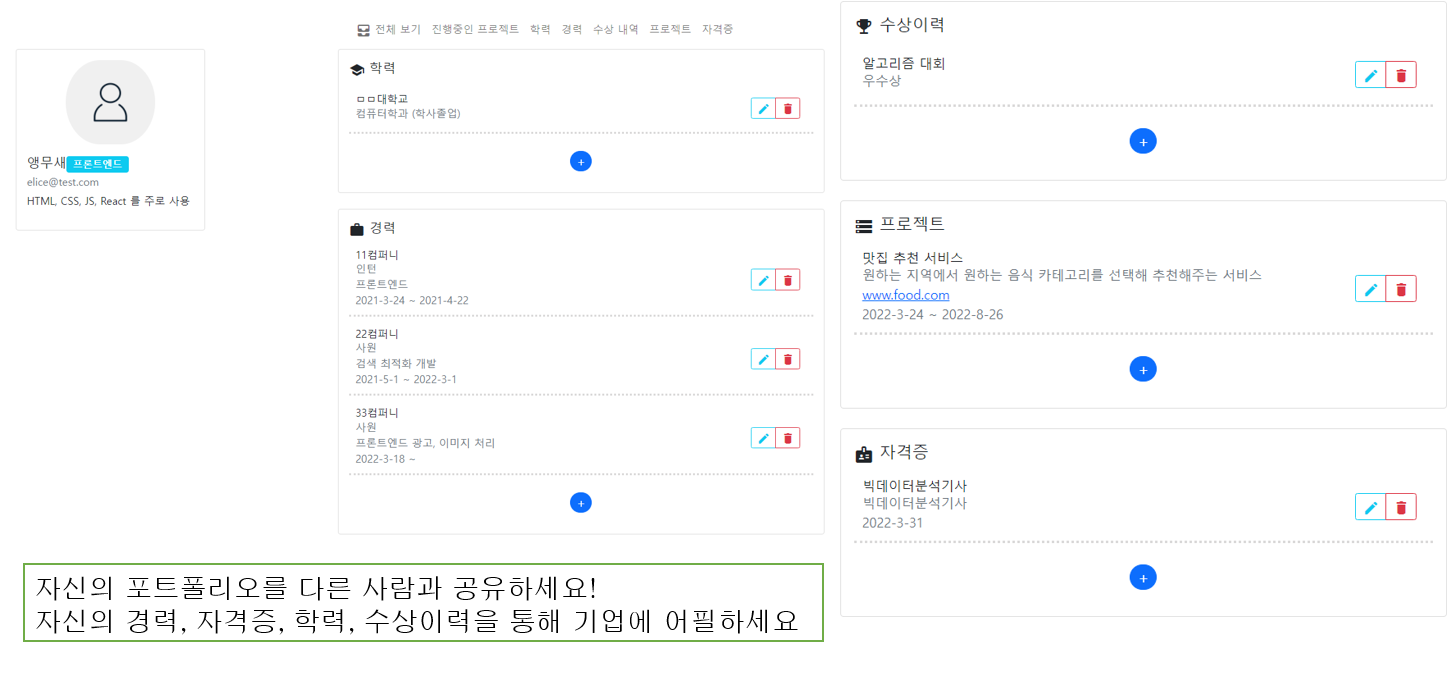 전체 보기 진행중인 프로젝트 학력 경력 수상 내역 프로젝트 자격증
앵무새 프론트엔드
elice@test.com
HTML, CSS, JS, React 를 주로 사용
학력
ㅁㅁ대학교
컴퓨터학과 (학사졸업)
+
경력
11컴퍼니
인턴
프론트엔드
2021-3-24 ~ 2021-4-22
22컴퍼니
사원
검색 최적화 개발
2021-5-1 ~ 2022-3-1
33컴퍼니
사원
프론트엔드 광고, 이미지 처리
2022-3-18 ~
+
수상이력
알고리즘 대회
우수상
+
프로젝트
맛집 추천 서비스
원하는 지역에서 원하는 음식 카테고리를 선택해 추천해주는 서비스
www.food.com
2022-3-24 ~ 2022-8-26
+
자격증
빅데이터분석기사
빅데이터분석기사
2022-3-31
+
자신의 포트폴리오를 다른 사람과 공유하세요!
자신의 경력, 자격증, 학력, 수상이력을 통해 기업에 어필하세요